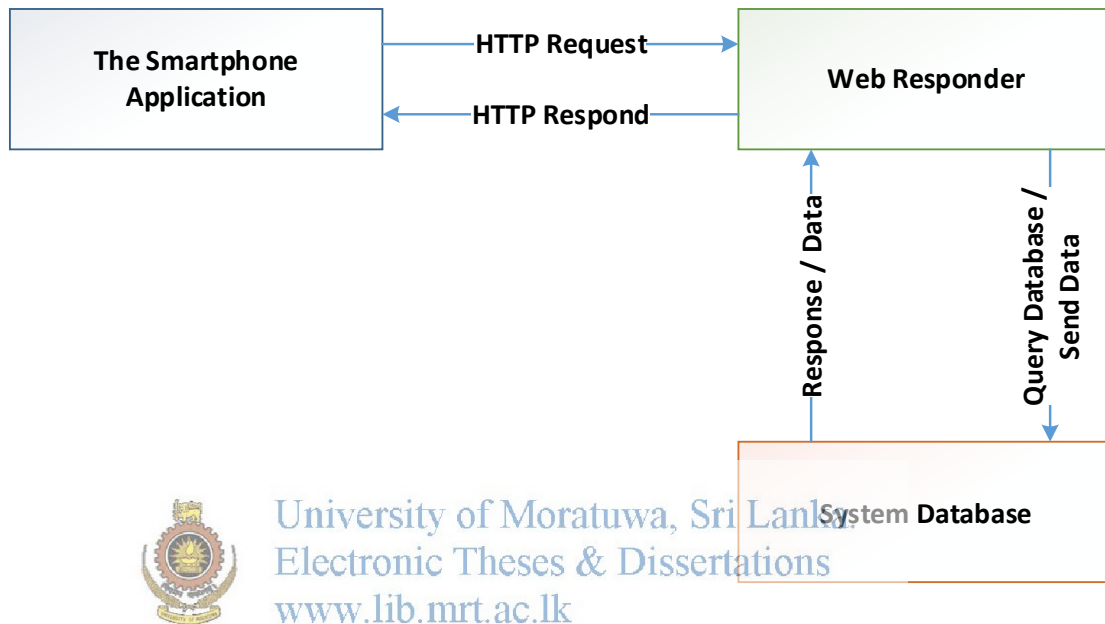 The Smartphone
Application
HTTP Request
HTTP Respond
Web Responder
Response / Data
Query Database /
Send Data
System Database
University of Moratuwa, Sri Lanka.
Electronic Theses & Dissertations
www.lib.mrt.ac.lk